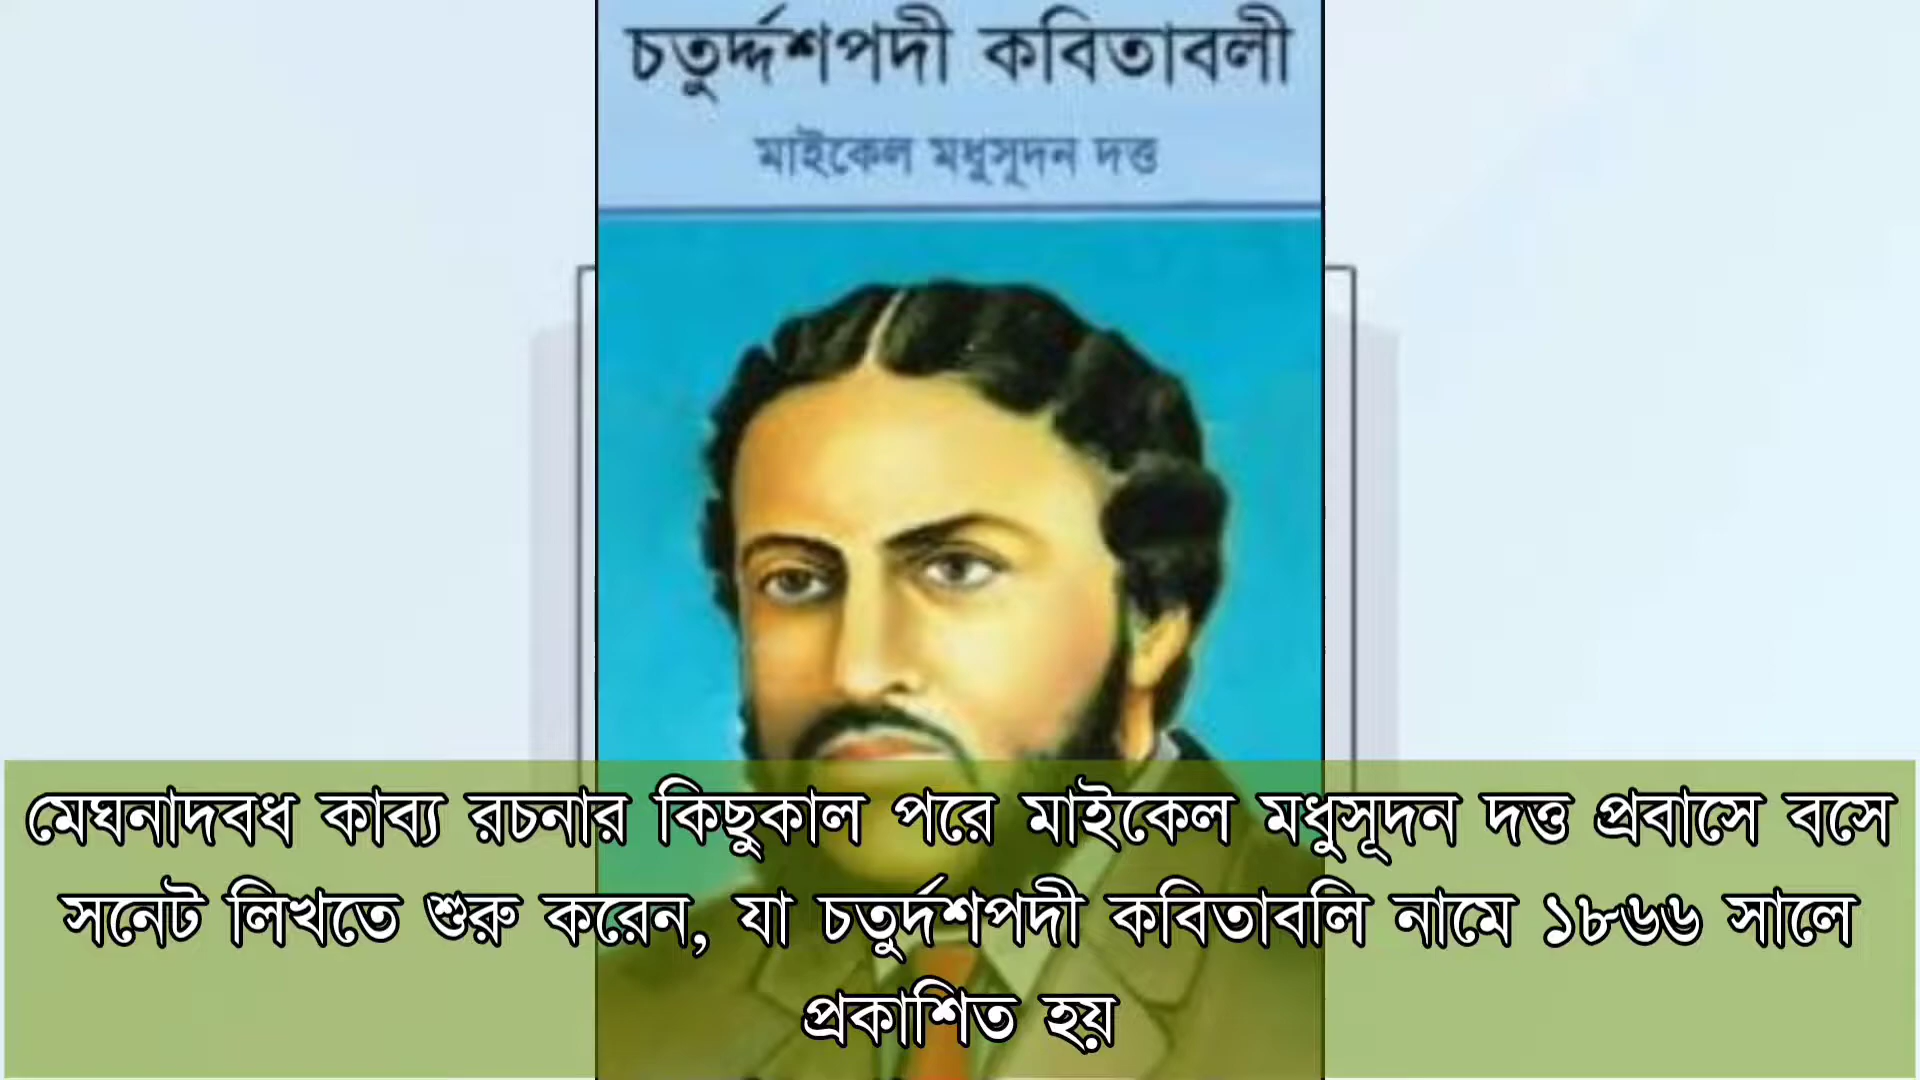 চতুর্দ্দশপদী কবিতাবলী
মাইকেল মধুসূদন দত্ত
মেঘনাদবধ কাব্য রচনার কিছুকাল পরে মাইকেল মধুসূদন দত্ত প্রবাসে বসে
সনেট লিখতে শুরু করেন, যা চতুর্দশপদী কবিতাবলি নামে ১৮৬৬ সালে
প্রকাশিত হয়